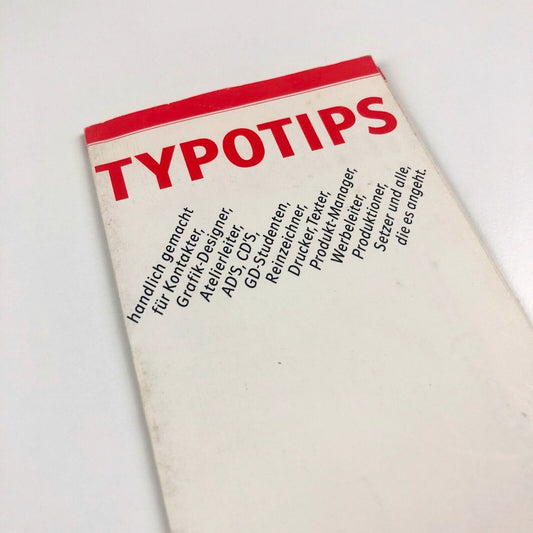 TYPOTIPS
handlich gemacht
für Kontakter,
Grafik-Designer,
Atelierleiter,
AD'S, CD'S,
GD-Studenten,
Reinzeichner,
Drucker, Texter,
Produkt-Manager,
Werbeleiter,
Produktioner,
Setzer und alle,
die es angeht.